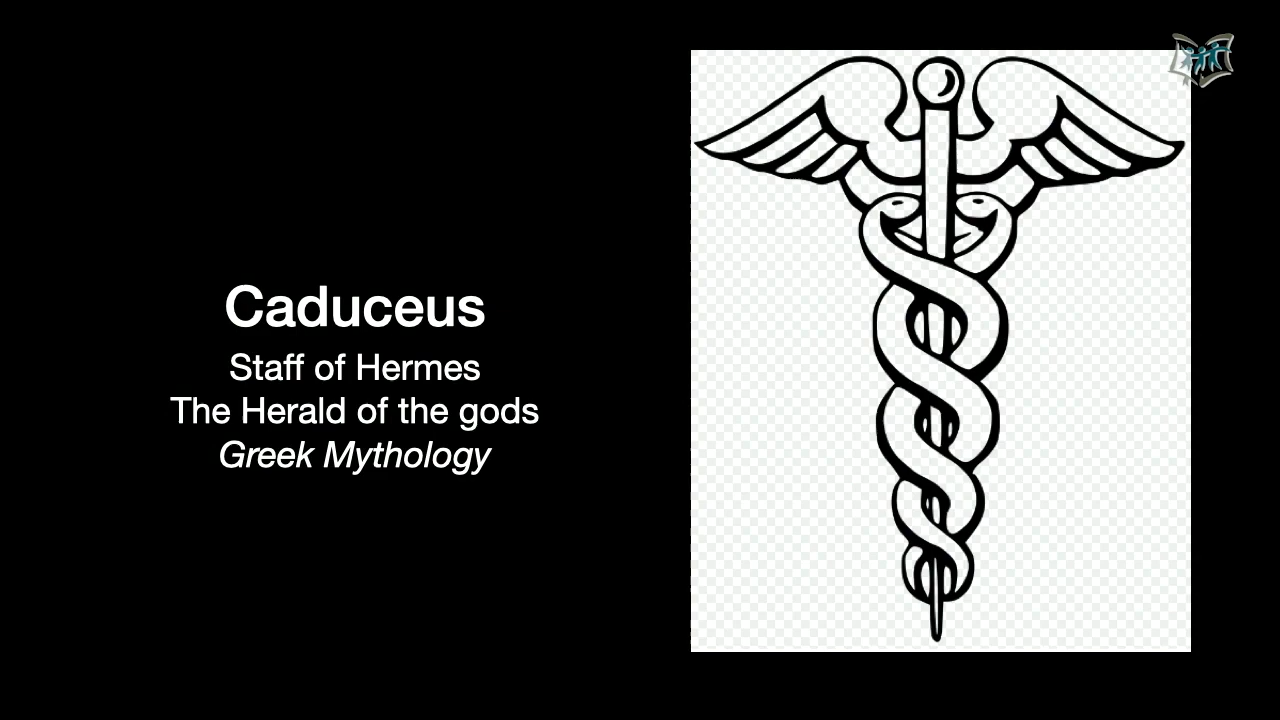 Caduceus
Staff of Hermes
The Herald of the gods
Greek Mythology